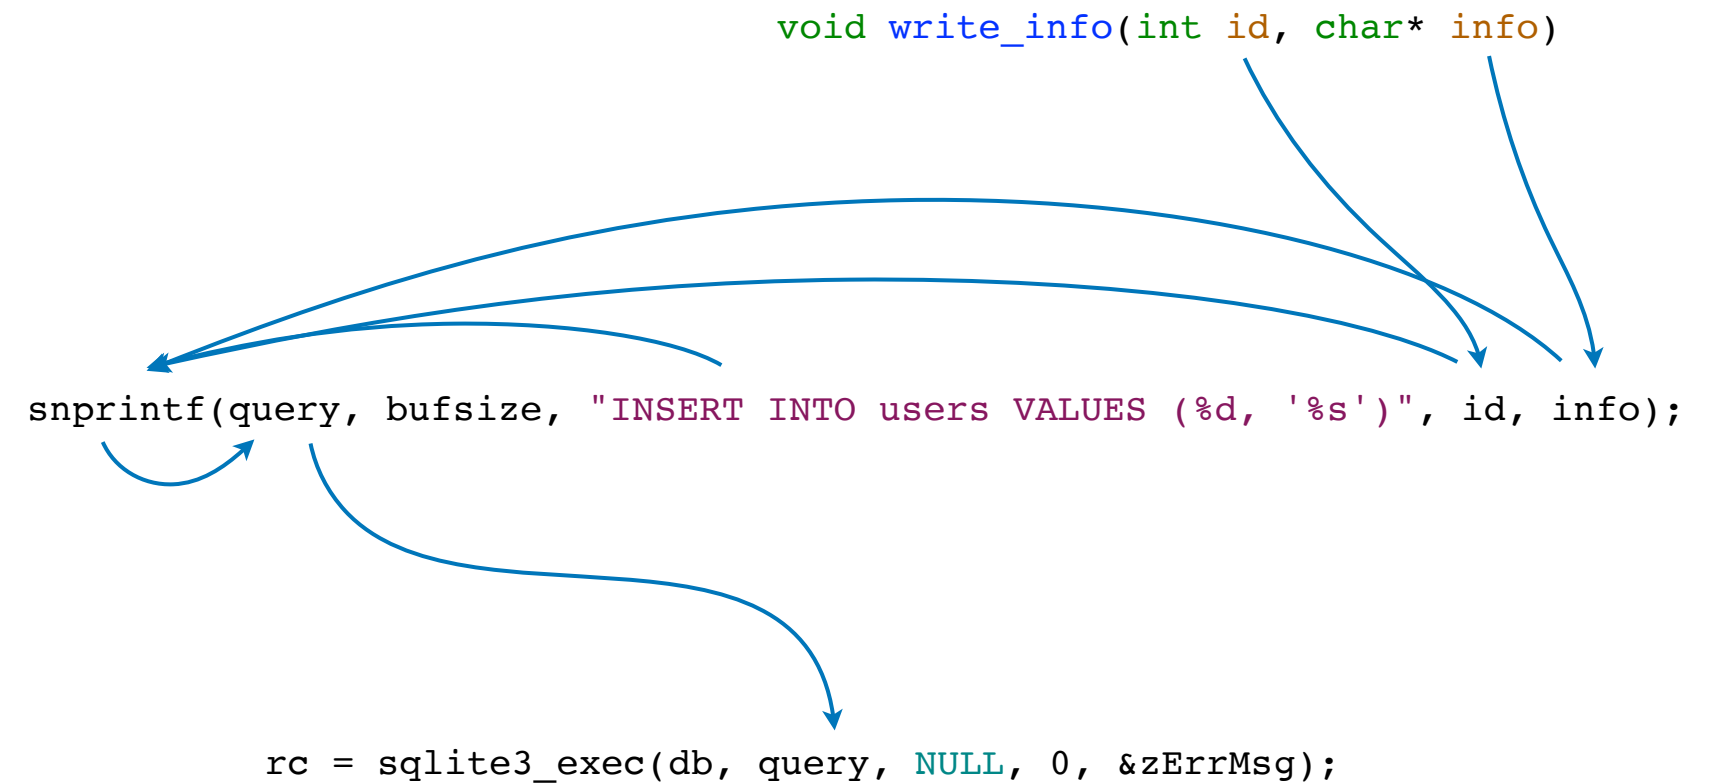 void write_info(int id, char* info)
snprintf(query, bufsize, "INSERT INTO users VALUES (%d, '%s')", id, info);
rc = sqlite3_exec(db, query, NULL, 0, &zErrMsg);